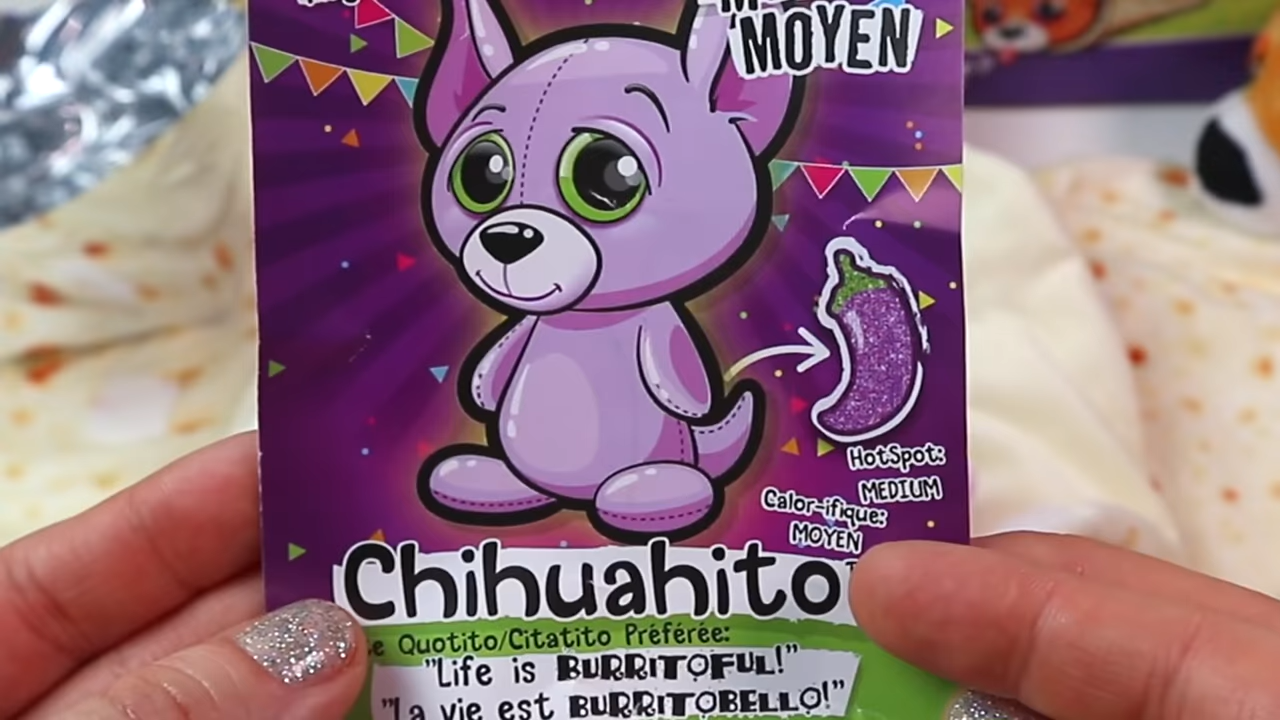 MOYEN
HotSpot:
MEDIUM
Calor-ifique:
MOYEN
Chihuahito
Quotito/Citatito Préférée:
"Life is BURRITOFUL!"
"La vie est BURRITOBELLO!"